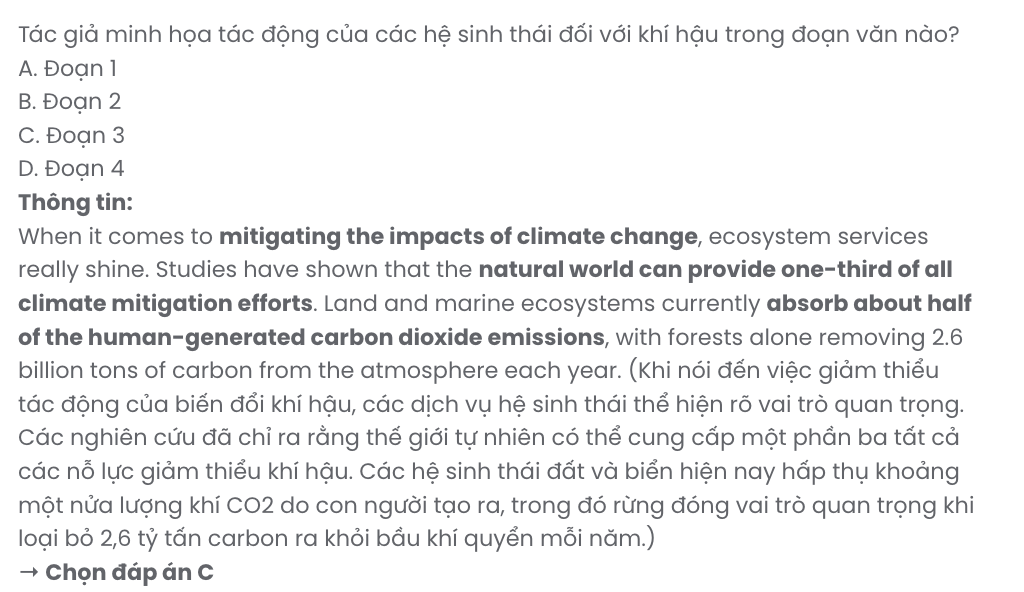 Tác giả minh họa tác động của các hệ sinh thái đối với khí hậu trong đoạn văn nào?
A. Đoạn 1
B. Đoạn 2
C. Đoạn 3
D. Đoạn 4
Thông tin:
When it comes to mitigating the impacts of climate change, ecosystem services
really shine. Studies have shown that the natural world can provide one-third of all
climate mitigation efforts. Land and marine ecosystems currently absorb about half
of the human-generated carbon dioxide emissions, with forests alone removing 2.6
billion tons of carbon from the atmosphere each year. (Khi nói đến việc giảm thiểu
tác động của biến đổi khí hậu, các dịch vụ hệ sinh thái thể hiện rõ vai trò quan trọng.
Các nghiên cứu đã chỉ ra rằng thế giới tự nhiên có thể cung cấp một phần ba tất cả
các nỗ lực giảm thiểu khí hậu. Các hệ sinh thái đất và biển hiện nay hấp thụ khoảng
một nửa lượng khí CO2 do con người tạo ra, trong đó rừng đóng vai trò quan trọng khi
loại bỏ 2,6 tỷ tấn carbon ra khỏi bầu khí quyển mỗi năm.)
→ Chọn đáp án C